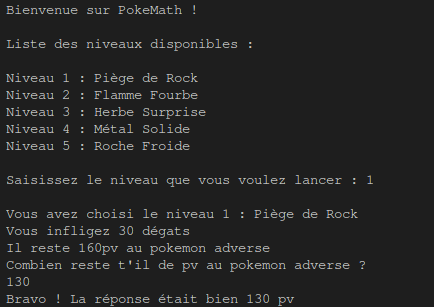 Bienvenue sur PokeMath !
Liste des niveaux disponibles :
Niveau 1 : Piège de Rock
Niveau 2 : Flamme Fourbe
Niveau 3 : Herbe Surprise
Niveau 4 : Métal Solide
Niveau 5 : Roche Froide
Saisissez le niveau que vous voulez lancer : 1
Vous avez choisi le niveau 1 : Piège de Rock
Vous infligez 30 dégats
Il reste 160pv au pokemon adverse
Combien reste t'il de pv au pokemon adverse ?
130
Bravo ! La réponse était bien 130 pv